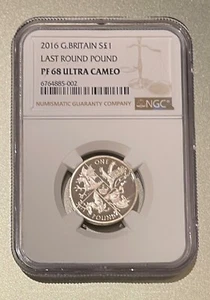 2016 G.BRITAIN S£1
LAST ROUND POUND
PF 68 ULTRA CAMEO
6764885-002
NUMISMATIC GUARANTY COMPANY
NGC
ONE
POUND